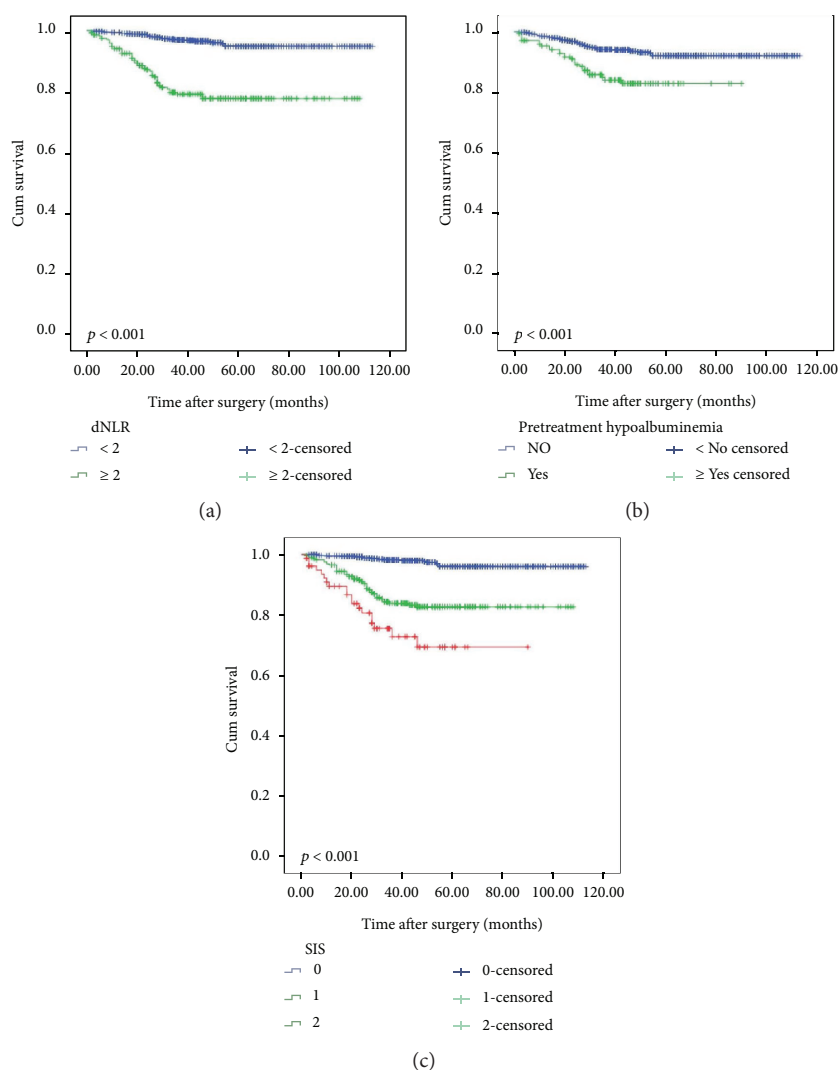 1.0
0.8
0.6
0.4
0.2
0.0
Cum survival
p < 0.001
0.00 20.00 40.00 60.00 80.00 100.00 120.00
Time after surgery (months)
dNLR
< 2 < 2-censored
≥ 2 ≥ 2-censored
(a)
1.0
0.8
0.6
0.4
0.2
0.0
Cum survival
p < 0.001
0.00 20.00 40.00 60.00 80.00 100.00 120.00
Time after surgery (months)
Pretreatment hypoalbuminemia
NO < No censored
Yes ≥ Yes censored
(b)
1.0
0.8
0.6
0.4
0.2
0.0
Cum survival
p < 0.001
0.00 20.00 40.00 60.00 80.00 100.00 120.00
Time after surgery (months)
SIS
0 0-censored
1 1-censored
2 2-censored
(c)